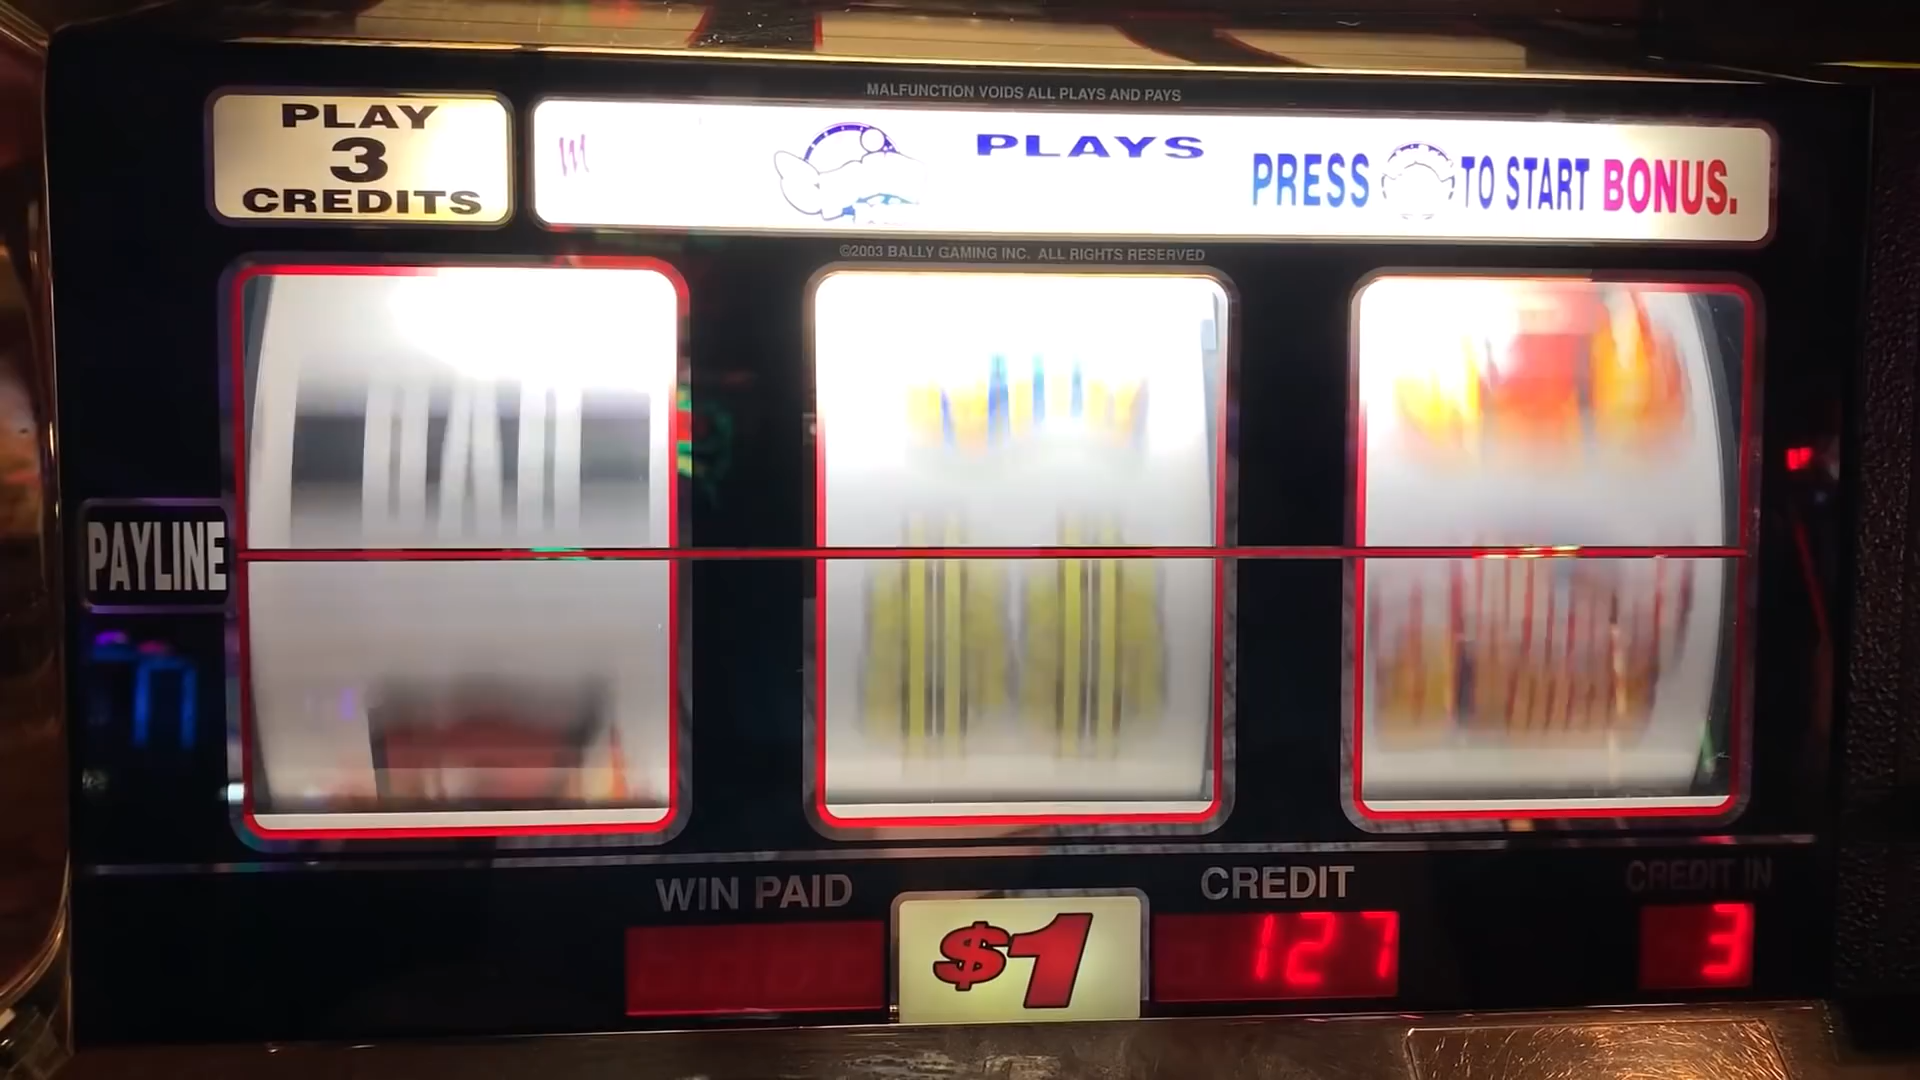 MALFUNCTION VOIDS ALL PLAYS AND PAYS
PLAY
3
CREDITS
PLAYS
PRESS TO START BONUS.
©2003 BALLY GAMING INC. ALL RIGHTS RESERVED
PAYLINE
WIN PAID
CREDIT
CREDIT IN
$1
127
3